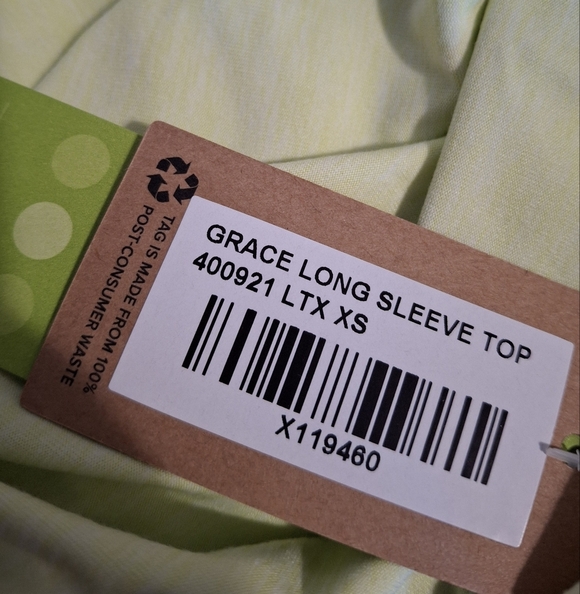 GRACE LONG SLEEVE TOP
400921 LTX XS
X119460
TAG IS MADE FROM 100%
POST-CONSUMER WASTE